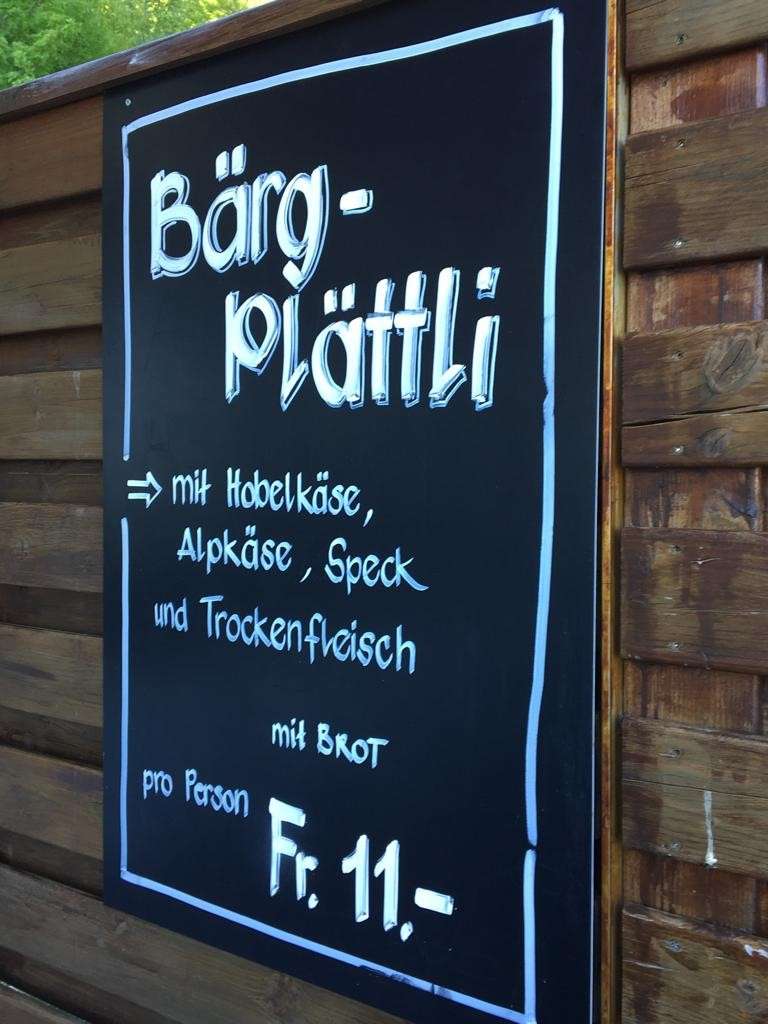 Bärg-
Plättli
⇒ mit Hobelkäse,
Alpkäse, Speck
und Trockenfleisch
mit BROT
pro Person
Fr. 11.-